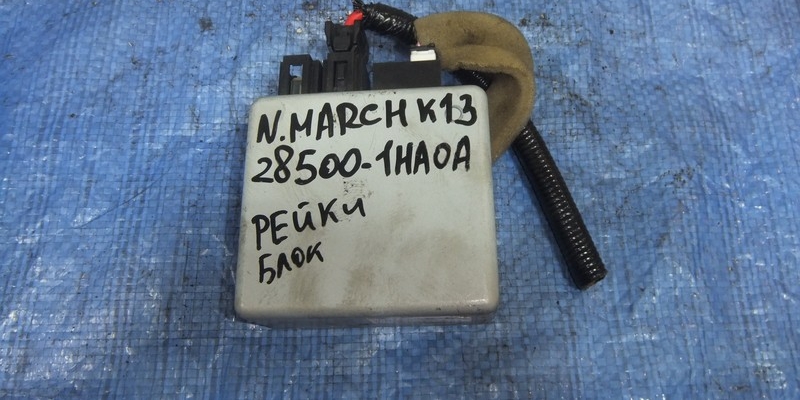 N.MARCH K13
28500-1HA0A
РЕЙКИ
БЛОК